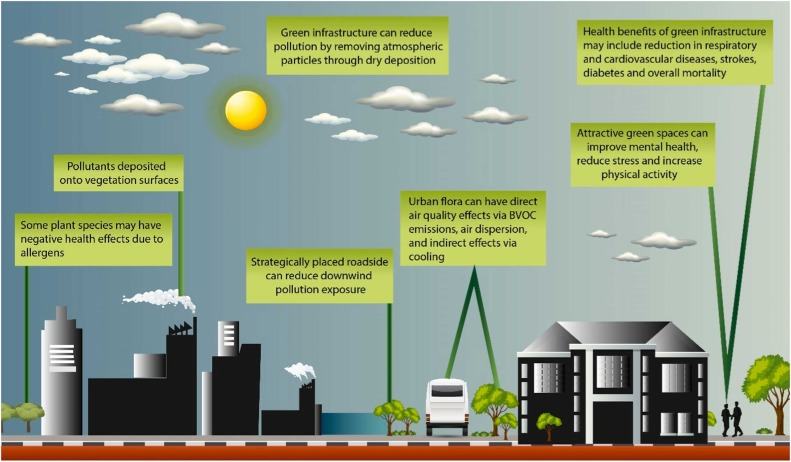 Green infrastructure can reduce
pollution by removing atmospheric
particles through dry deposition
Health benefits of green infrastructure
may include reduction in respiratory
and cardiovascular diseases, strokes,
diabetes and overall mortality
Attractive green spaces can
improve mental health,
reduce stress and increase
physical activity
Pollutants deposited
onto vegetation surfaces
Urban flora can have direct
air quality effects via BVOC
emissions, air dispersion,
and indirect effects via
cooling
Some plant species may have
negative health effects due to
allergens
Strategically placed roadside
can reduce downwind
pollution exposure